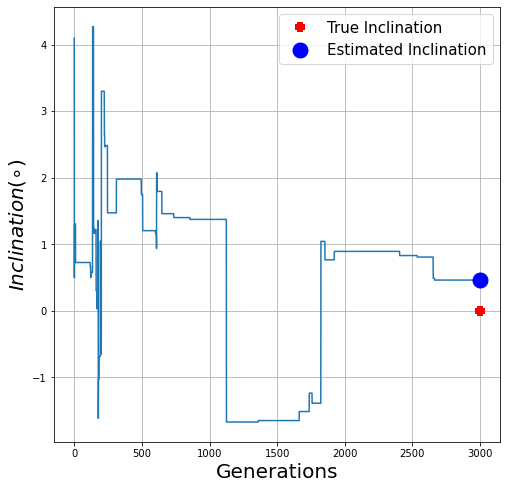 True Inclination
Estimated Inclination
4
3
2
1
0
−1
Inclination(∘)
0 500 1000 1500 2000 2500 3000
Generations